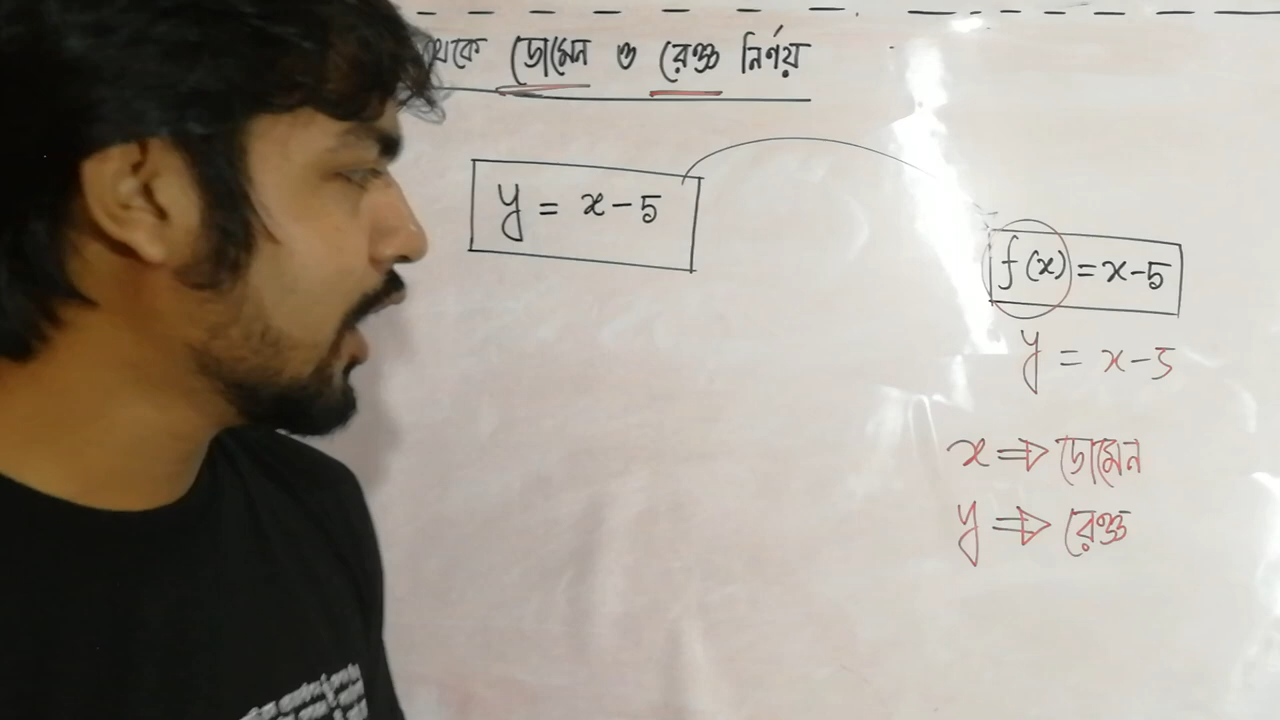 থেকে ডোমেন ও রেঞ্জ নির্ণয়
y = x - 5
f(x) = x-5
y = x-5
x ⇒ ডোমেন
y ⇒ রেঞ্জ